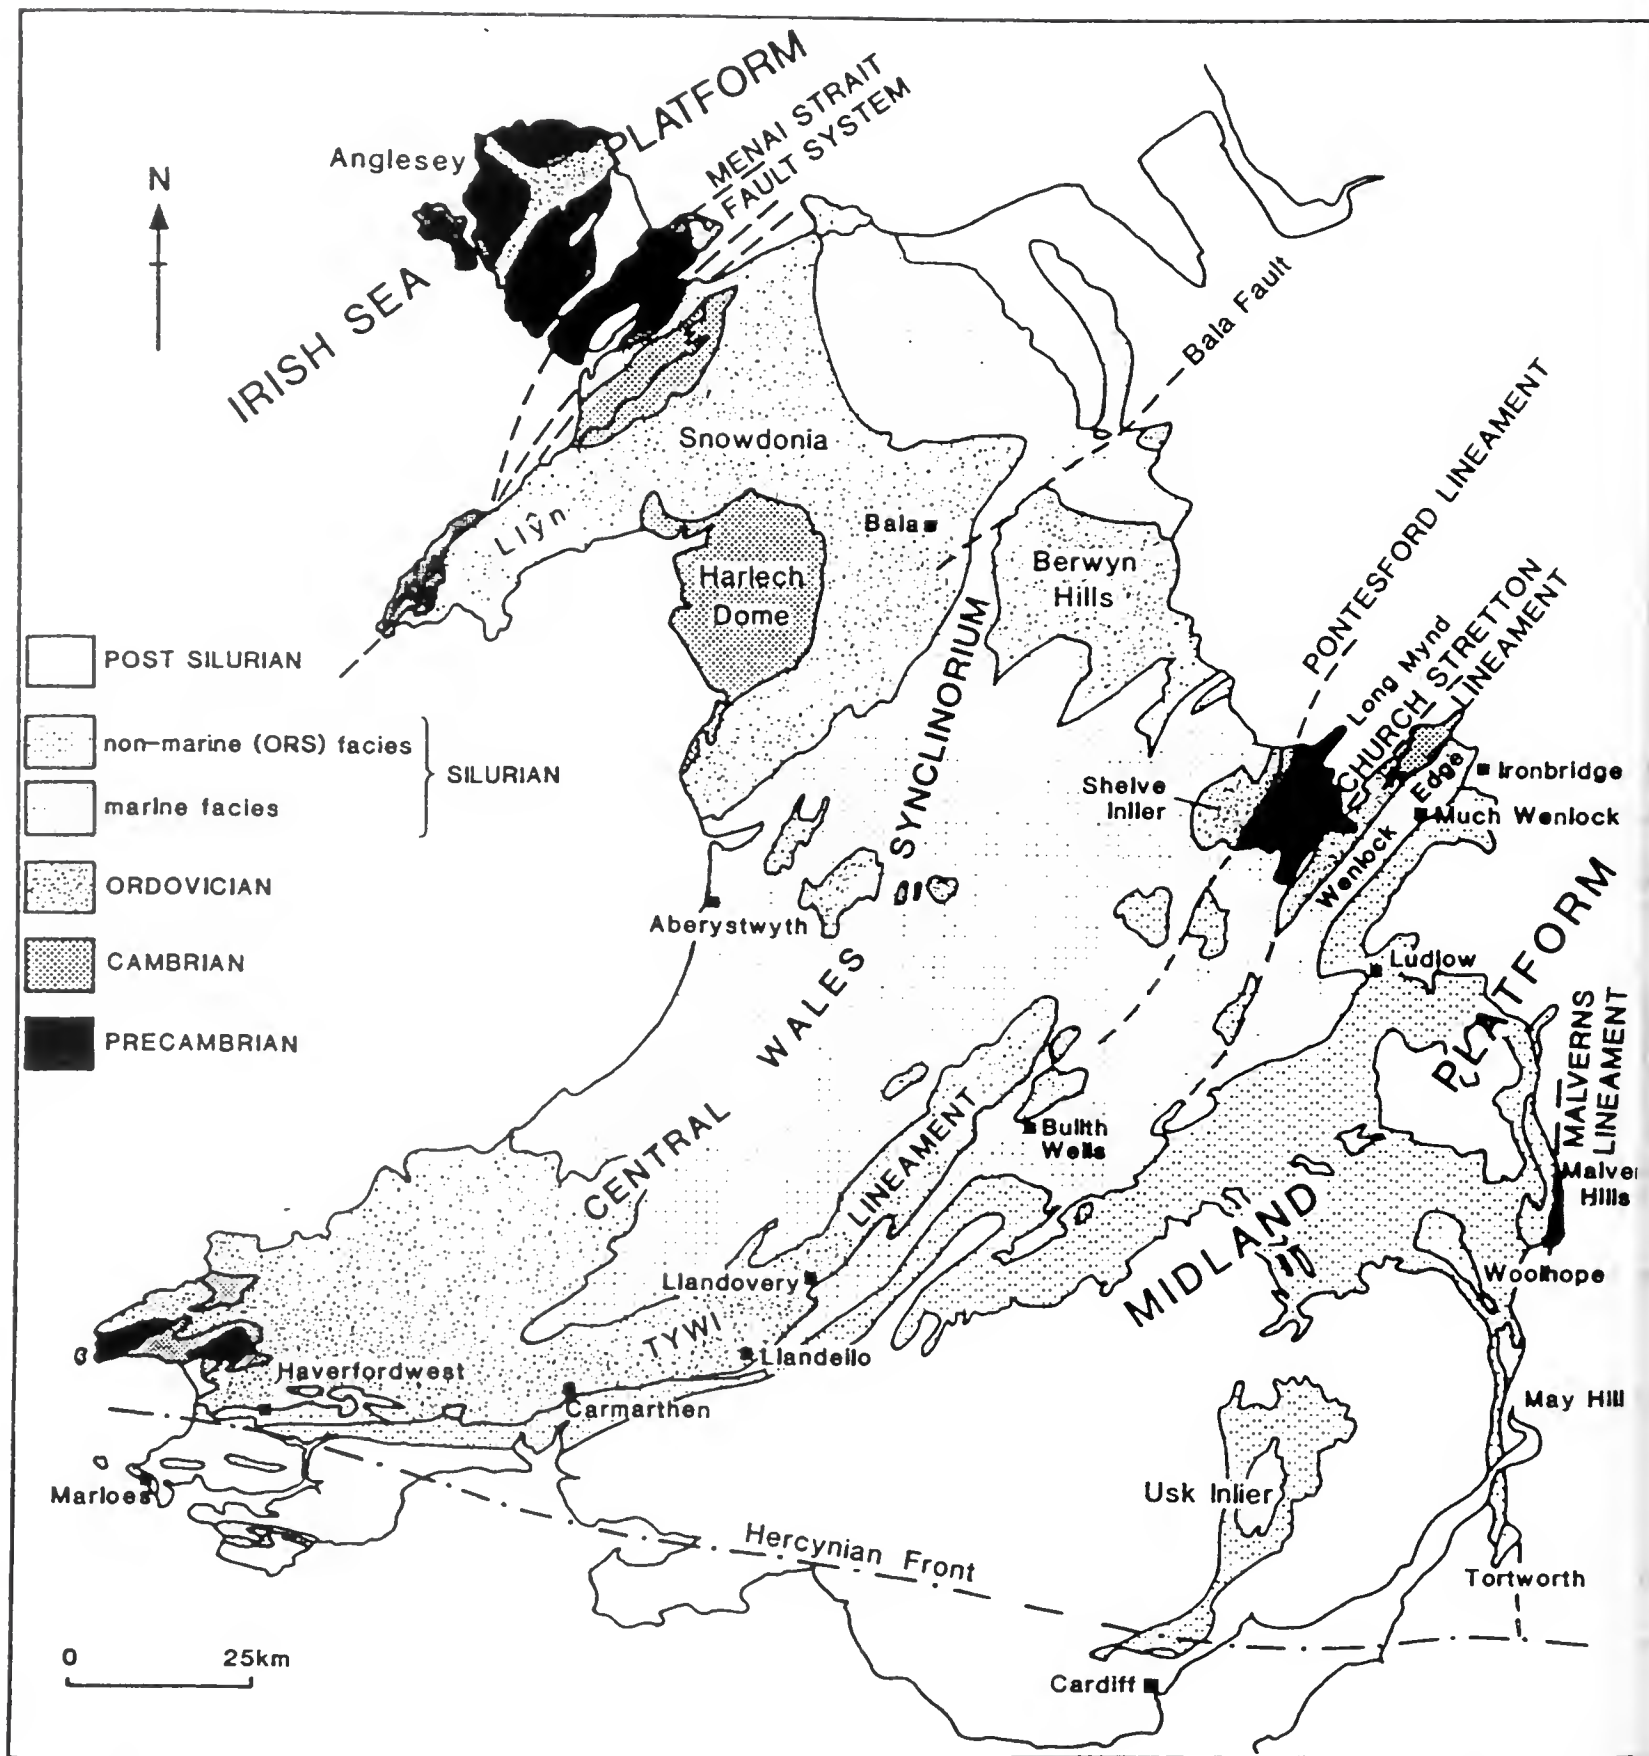 IRISH SEA PLATFORM
Anglesey
MENAI STRAIT
FAULT SYSTEM
N
Bala Fault
Snowdonia
Llŷn
Bala
Harlech
Dome
Berwyn
Hills
PONTESFORD LINEAMENT
Long Mynd
CHURCH STRETTON
LINEAMENT
POST SILURIAN
non-marine (ORS) facies
marine facies
SILURIAN
ORDOVICIAN
CAMBRIAN
PRECAMBRIAN
Shelve
Inlier
Ironbridge
Much Wenlock
Wenlock Edge
Aberystwyth
CENTRAL WALES SYNCLINORIUM
Ludlow
MIDLAND PLATFORM
MALVERNS
LINEAMENT
Malver
Hills
Builth
Wells
TYWI LINEAMENT
Llandovery
Llandeilo
Woolhope
Haverfordwest
Carmarthen
May Hill
Marloes
Usk Inlier
Hercynian Front
Tortworth
0 25km
Cardiff